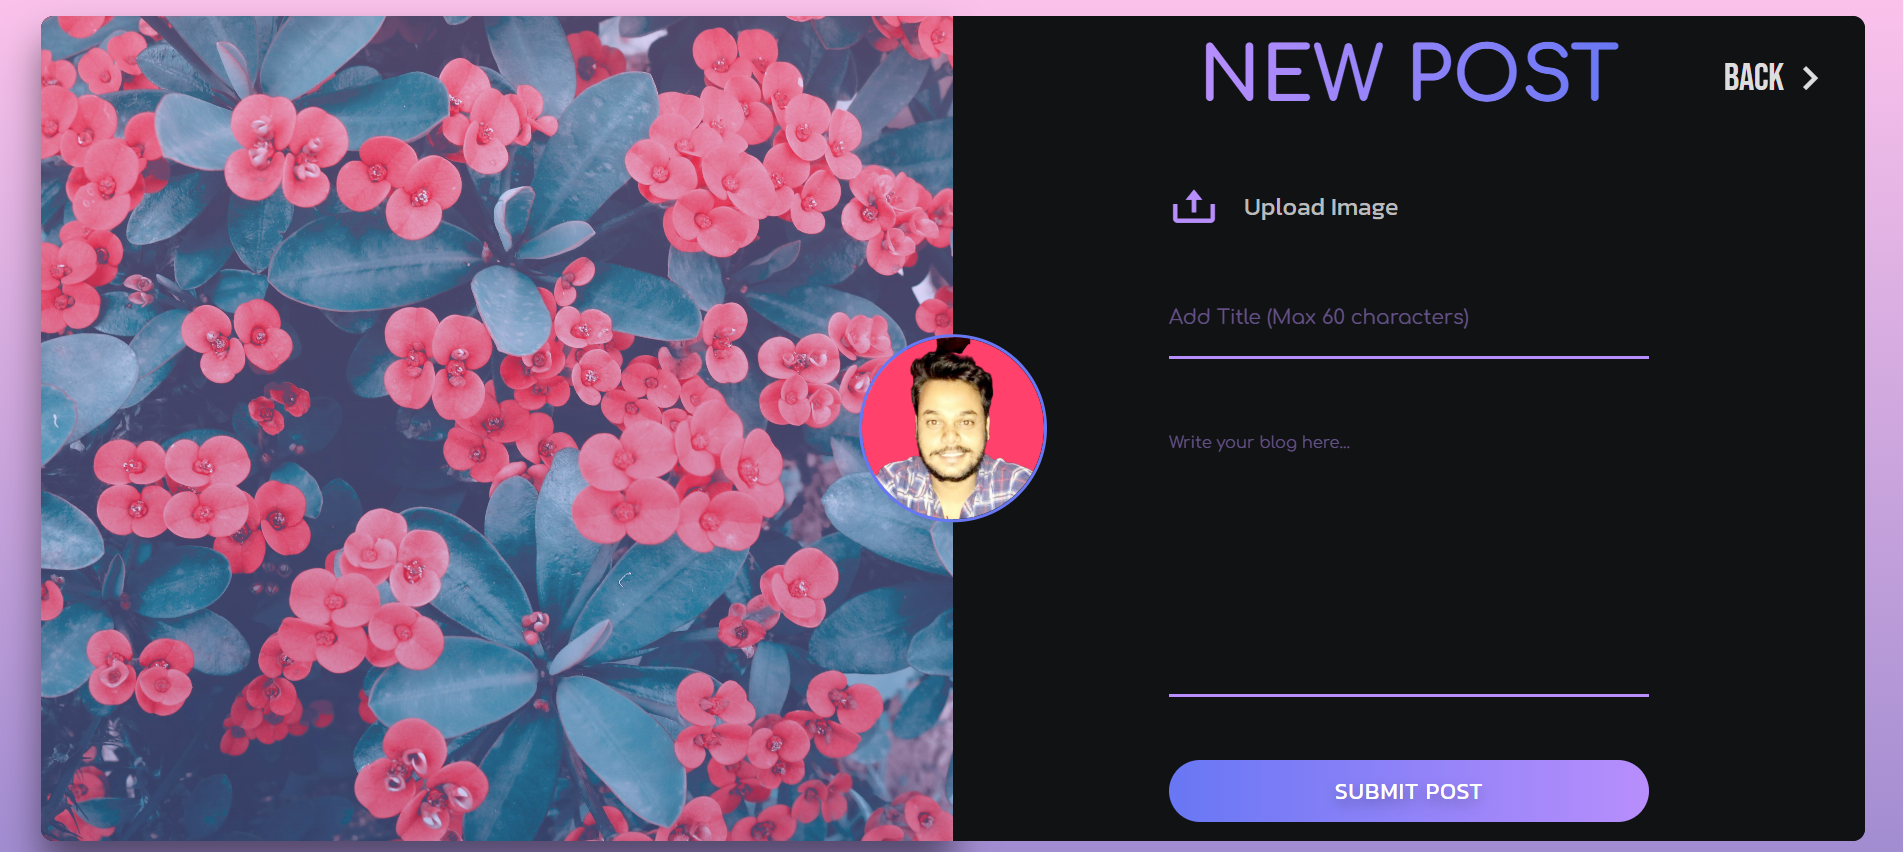 NEW POST
BACK
Upload Image
Add Title (Max 60 characters)
Write your blog here...
SUBMIT POST